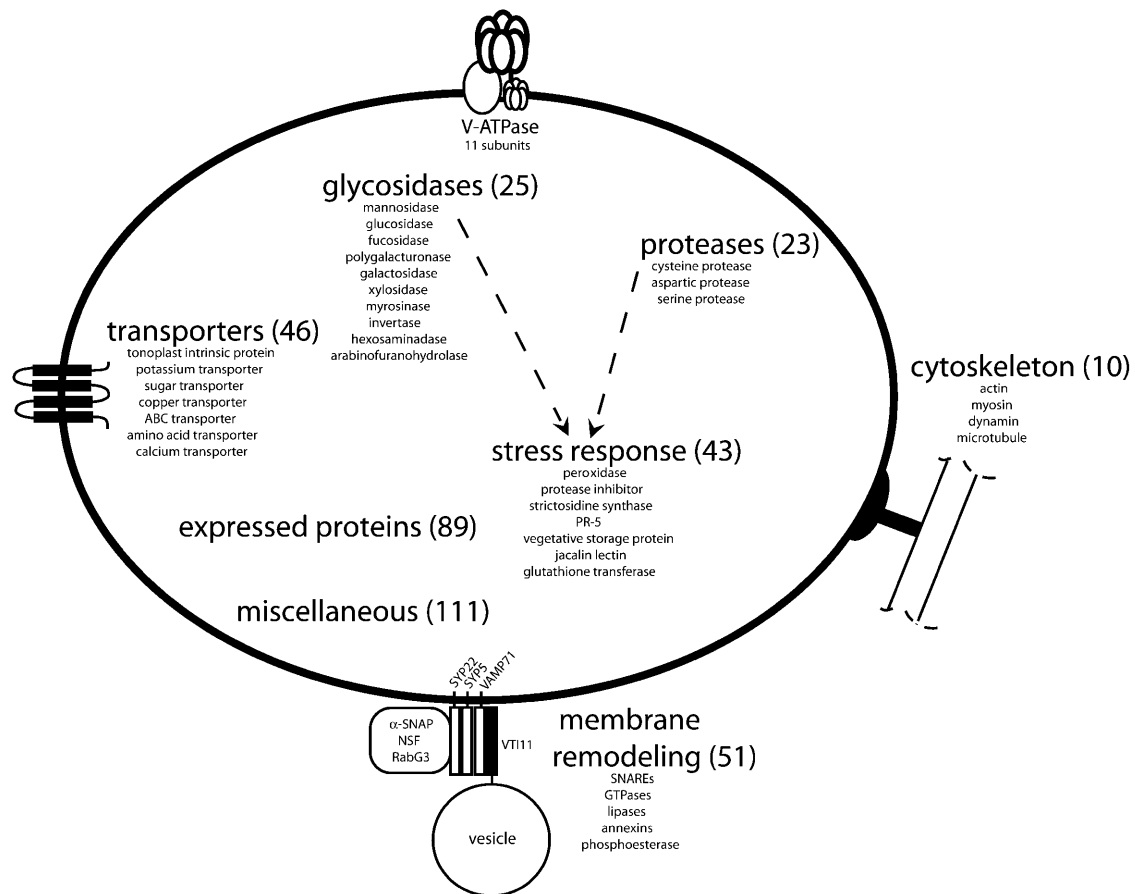 V-ATPase
11 subunits
glycosidases (25)
mannosidase
glucosidase
fucosidase
polygalacturonase
galactosidase
xylosidase
myrosinase
invertase
hexosaminadase
arabinofuranohydrolase
proteases (23)
cysteine protease
aspartic protease
serine protease
transporters (46)
tonoplast intrinsic protein
potassium transporter
sugar transporter
copper transporter
ABC transporter
amino acid transporter
calcium transporter
cytoskeleton (10)
actin
myosin
dynamin
microtubule
stress response (43)
peroxidase
protease inhibitor
strictosidine synthase
PR-5
vegetative storage protein
jacalin lectin
glutathione transferase
expressed proteins (89)
miscellaneous (111)
SYP22
SYP5
VAMP71
α-SNAP
NSF
RabG3
VTI11
membrane
remodeling (51)
SNAREs
GTPases
lipases
annexins
phosphoesterase
vesicle